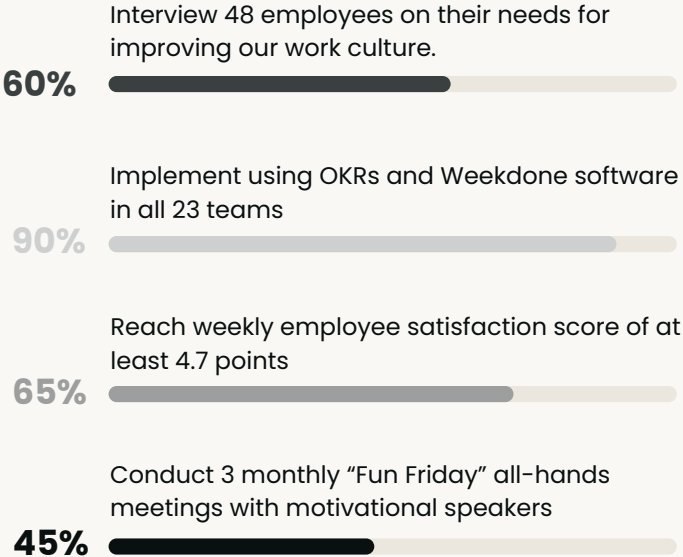 Interview 48 employees on their needs for
improving our work culture.
60%
Implement using OKRs and Weekdone software
in all 23 teams
90%
Reach weekly employee satisfaction score of at
least 4.7 points
65%
Conduct 3 monthly “Fun Friday” all-hands
meetings with motivational speakers
45%